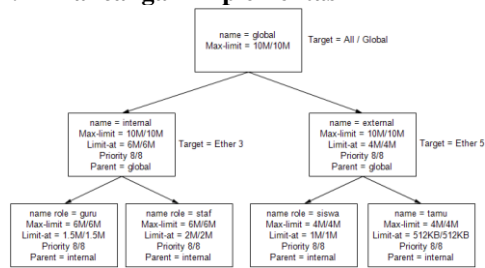 name = global
Max-limit = 10M/10M
Target = All / Global
name = internal
Max-limit = 10M/10M
Limit-at = 6M/6M
Priority 8/8
Parent = global
Target = Ether 3
name = external
Max-limit = 10M/10M
Limit-at = 4M/4M
Priority 8/8
Parent = global
Target = Ether 5
name role = guru
Max-limit = 6M/6M
Limit-at = 1.5M/1.5M
Priority 8/8
Parent = internal
name role = staf
Max-limit = 6M/6M
Limit-at = 2M/2M
Priority 8/8
Parent = internal
name role = siswa
Max-limit = 4M/4M
Limit-at = 1M/1M
Priority 8/8
Parent = internal
name = tamu
Max-limit = 4M/4M
Limit-at = 512KB/512KB
Priority 8/8
Parent = internal